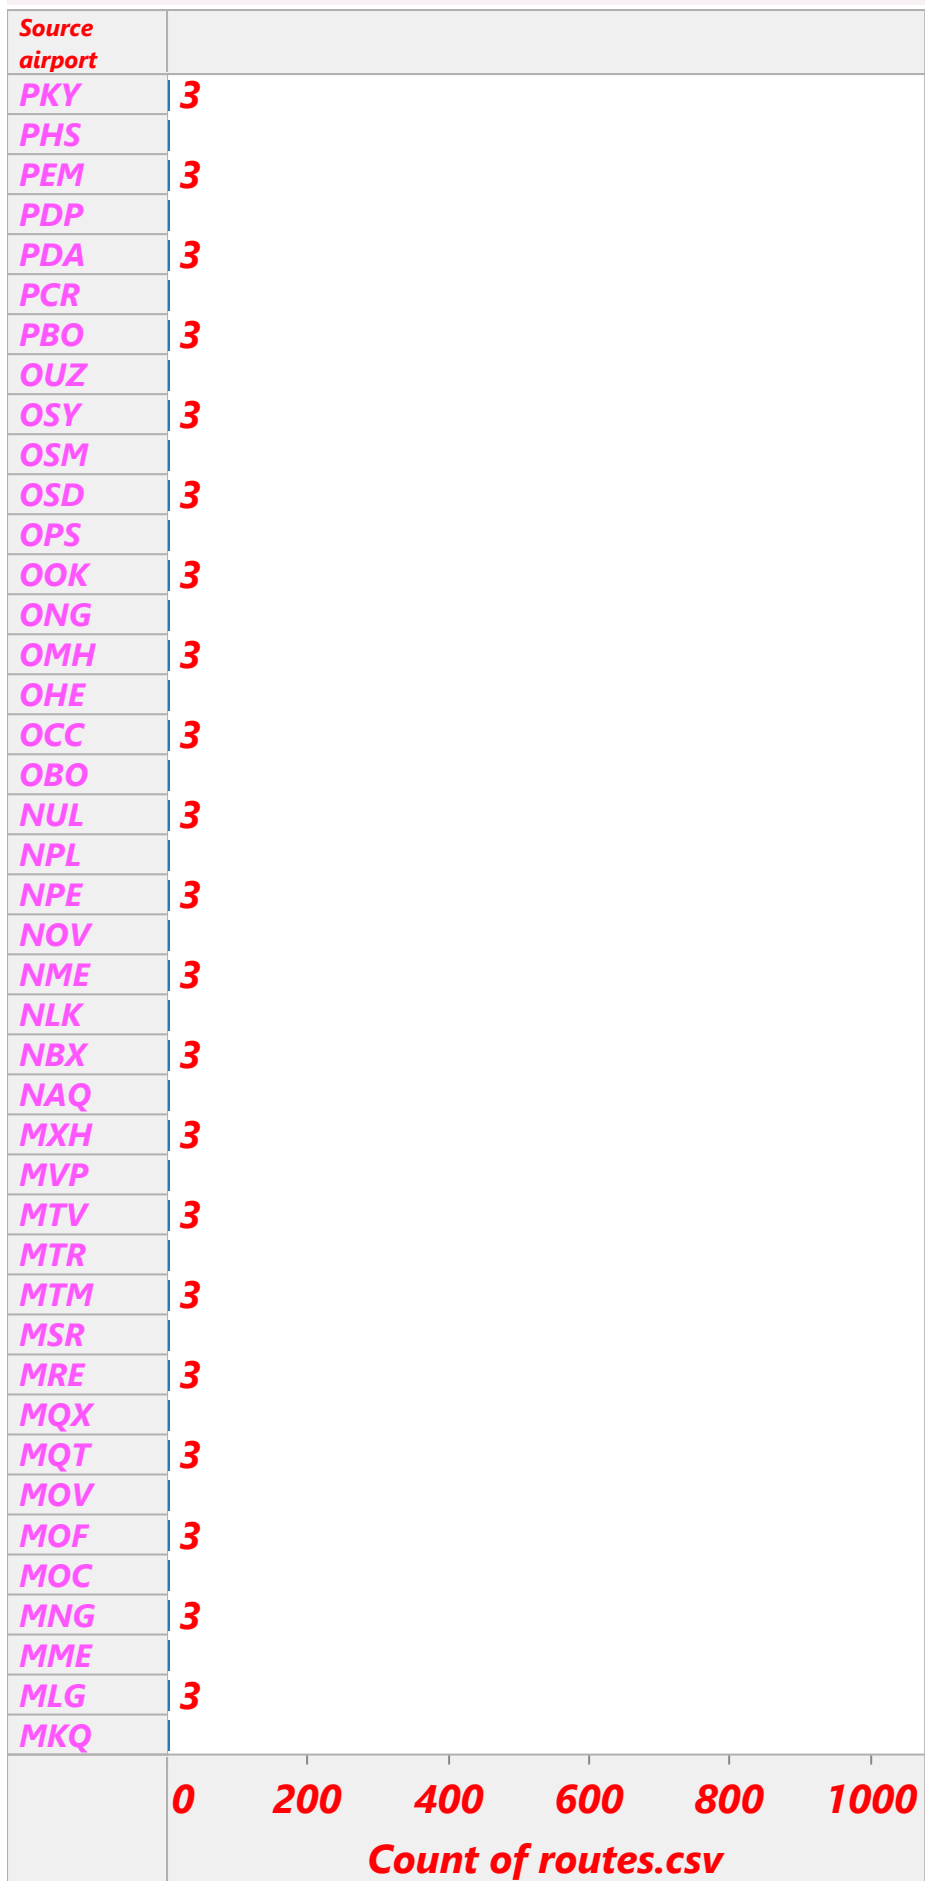 Source
airport
PKY 3
PHS
PEM 3
PDP
PDA 3
PCR
PBO 3
OUZ
OSY 3
OSM
OSD 3
OPS
OOK 3
ONG
OMH 3
OHE
OCC 3
OBO
NUL 3
NPL
NPE 3
NOV
NME 3
NLK
NBX 3
NAQ
MXH 3
MVP
MTV 3
MTR
MTM 3
MSR
MRE 3
MQX
MQT 3
MOV
MOF 3
MOC
MNG 3
MME
MLG 3
MKQ
0 200 400 600 800 1000
Count of routes.csv